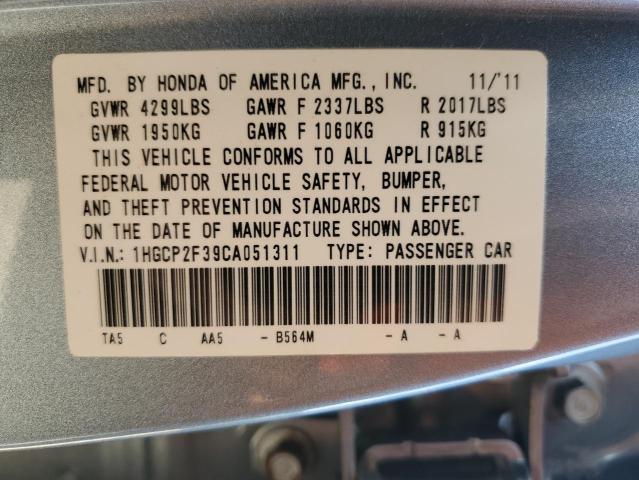 MFD. BY HONDA OF AMERICA MFG., INC. 11/'11
GVWR 4299LBS GAWR F 2337LBS R 2017LBS
GVWR 1950KG GAWR F 1060KG R 915KG
THIS VEHICLE CONFORMS TO ALL APPLICABLE
FEDERAL MOTOR VEHICLE SAFETY, BUMPER,
AND THEFT PREVENTION STANDARDS IN EFFECT
ON THE DATE OF MANUFACTURE SHOWN ABOVE.
V.I.N.: 1HGCP2F39CA051311 TYPE: PASSENGER CAR
TA5 C AA5 - B564M - A - A